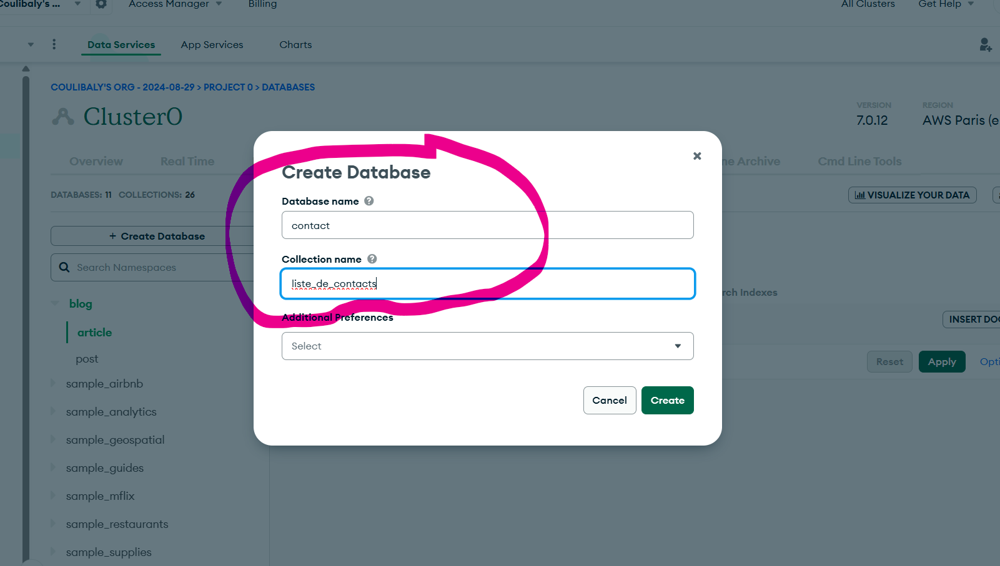 Coulibaly's ... Access Manager Billing All Clusters Get Help
Data Services App Services Charts
COULIBALY'S ORG - 2024-08-29 > PROJECT 0 > DATABASES
Cluster0
VERSION REGION
7.0.12 AWS Paris (e
Overview Real Time ne Archive Cmd Line Tools
DATABASES: 11 COLLECTIONS: 26
VISUALIZE YOUR DATA
+ Create Database
Search Namespaces
blog
article
post
sample_airbnb
sample_analytics
sample_geospatial
sample_guides
sample_mflix
sample_restaurants
sample_supplies
Create Database
Database name ?
contact
Collection name ?
liste_de_contacts
Additional Preferences
Select
Cancel Create
rch Indexes
INSERT DOC
Reset Apply Opti